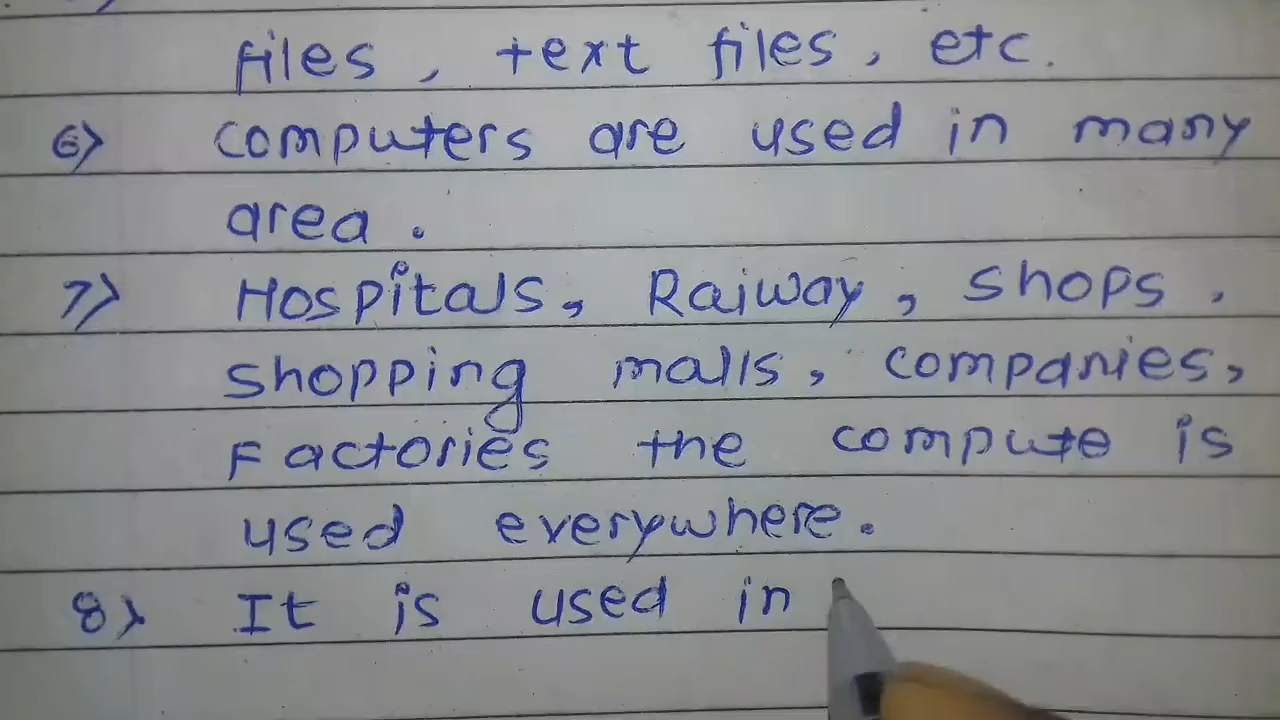 files, text files, etc.
6) computers are used in many
area.
7) Hospitals, Raiway, shops.
shopping malls, companies,
Factories the compute is
used everywhere.
8) It is used in